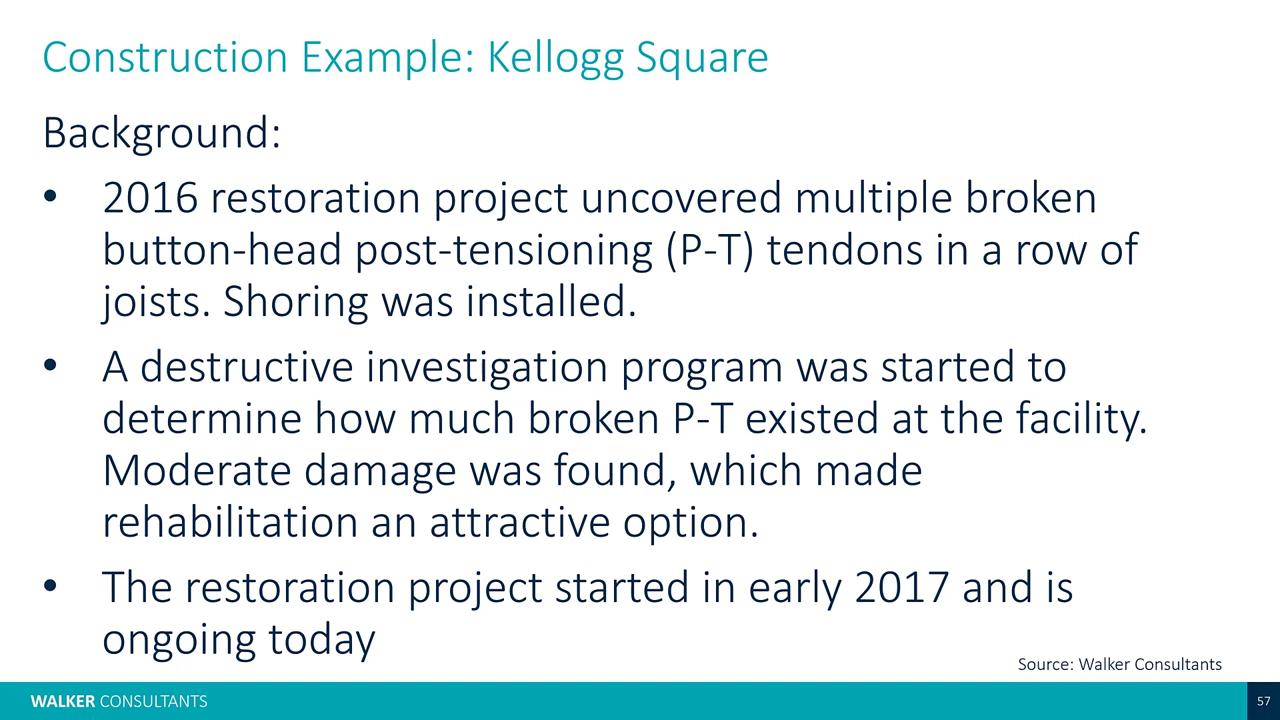 Construction Example: Kellogg Square
Background:
• 2016 restoration project uncovered multiple broken
button-head post-tensioning (P-T) tendons in a row of
joists. Shoring was installed.
• A destructive investigation program was started to
determine how much broken P-T existed at the facility.
Moderate damage was found, which made
rehabilitation an attractive option.
• The restoration project started in early 2017 and is
ongoing today
Source: Walker Consultants
WALKER CONSULTANTS
57